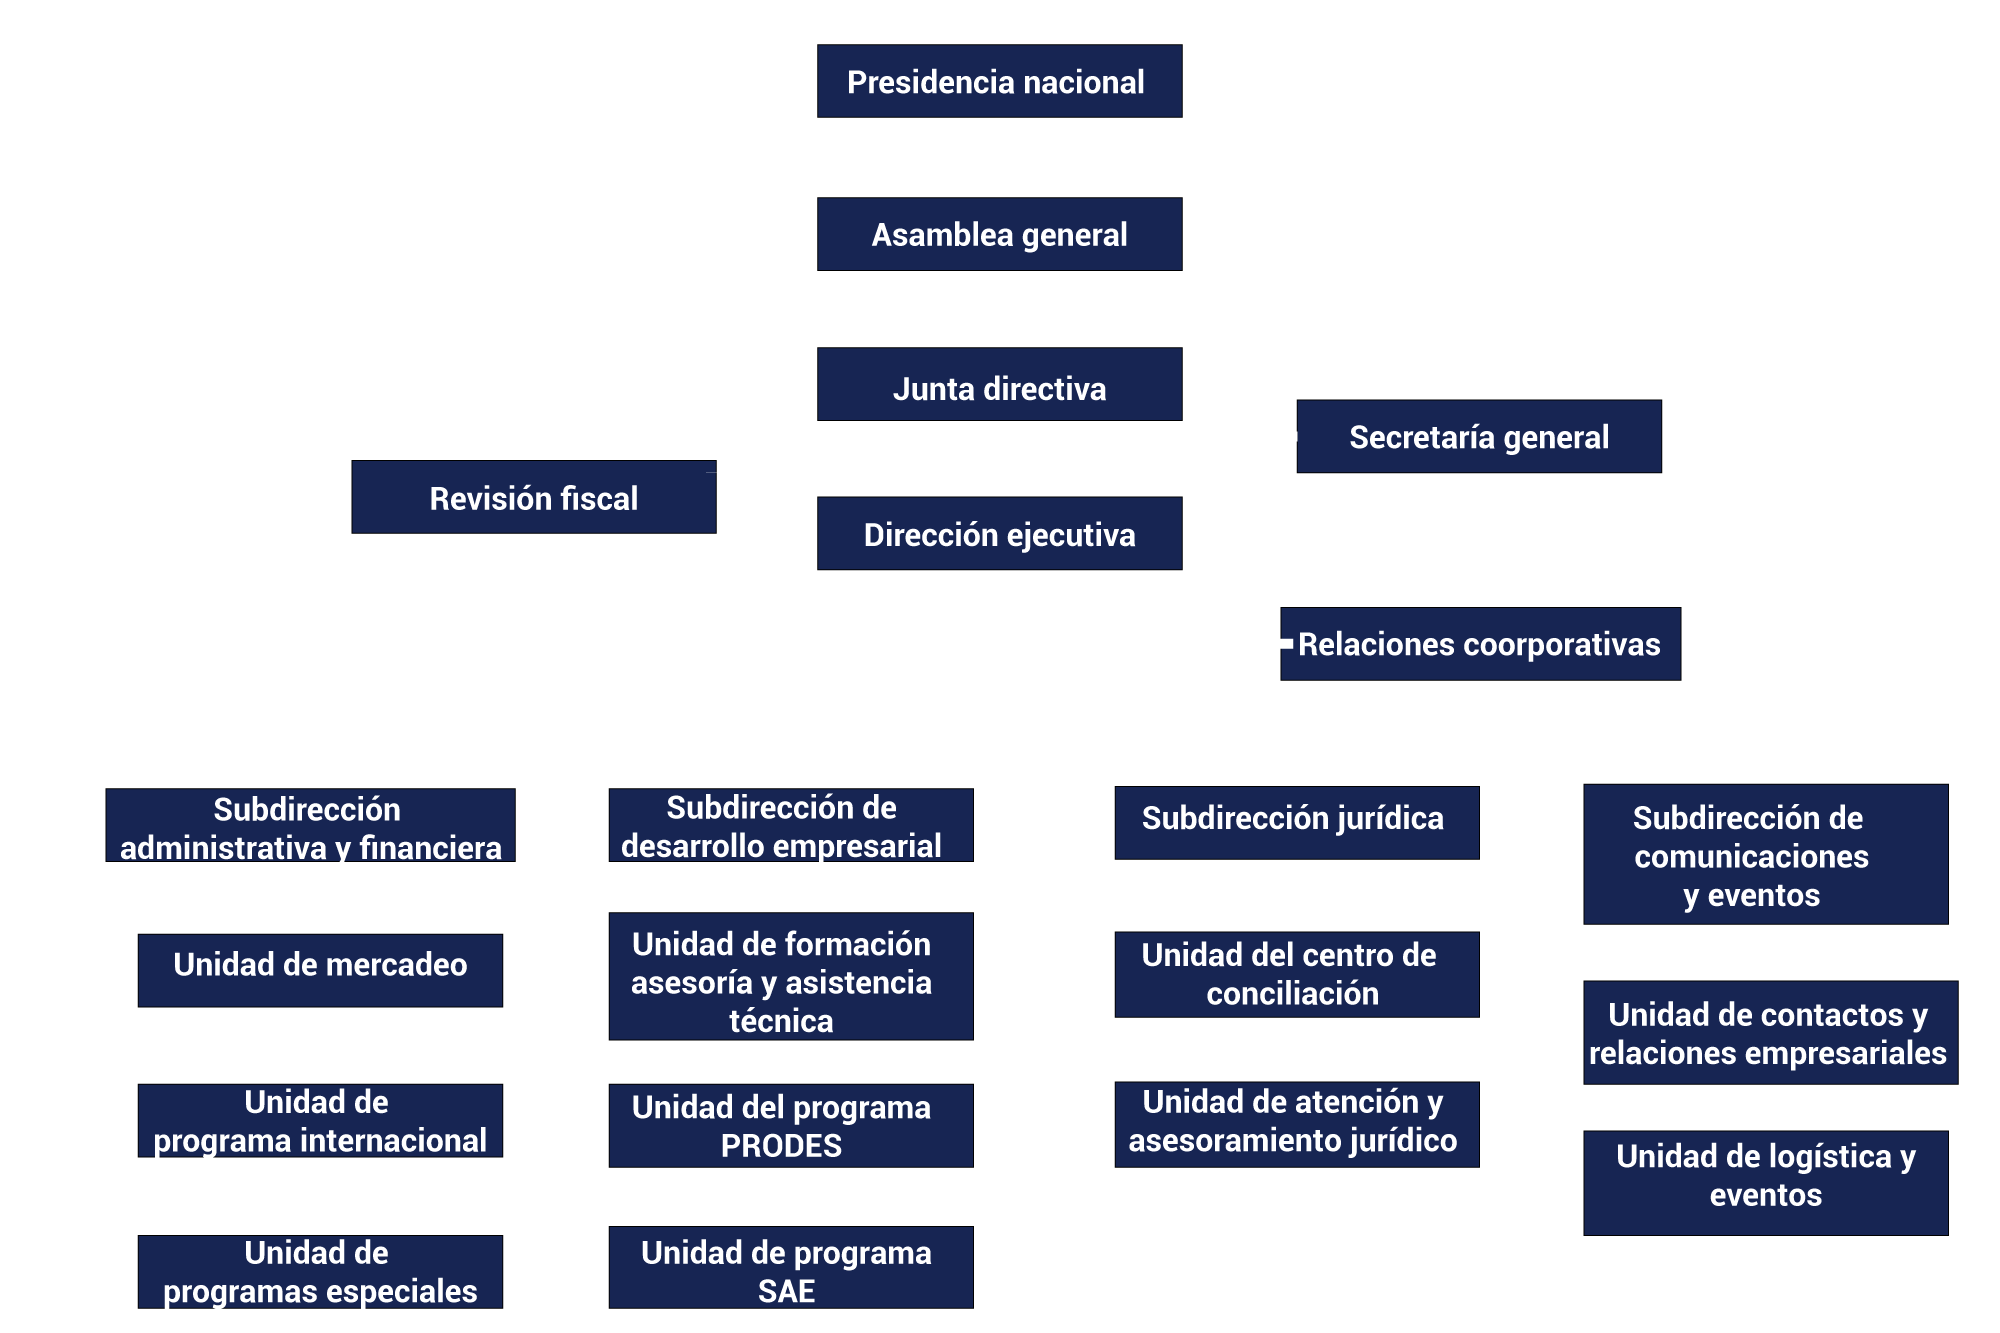 Presidencia nacional
Asamblea general
Junta directiva
Secretaría general
Revisión fiscal
Dirección ejecutiva
Relaciones coorporativas
Subdirección
administrativa y financiera
Unidad de mercadeo
Unidad de
programa internacional
Unidad de
programas especiales
Subdirección de
desarrollo empresarial
Unidad de formación
asesoría y asistencia
técnica
Unidad del programa
PRODES
Unidad de programa
SAE
Subdirección jurídica
Unidad del centro de
conciliación
Unidad de atención y
asesoramiento jurídico
Subdirección de
comunicaciones
y eventos
Unidad de contactos y
relaciones empresariales
Unidad de logística y
eventos